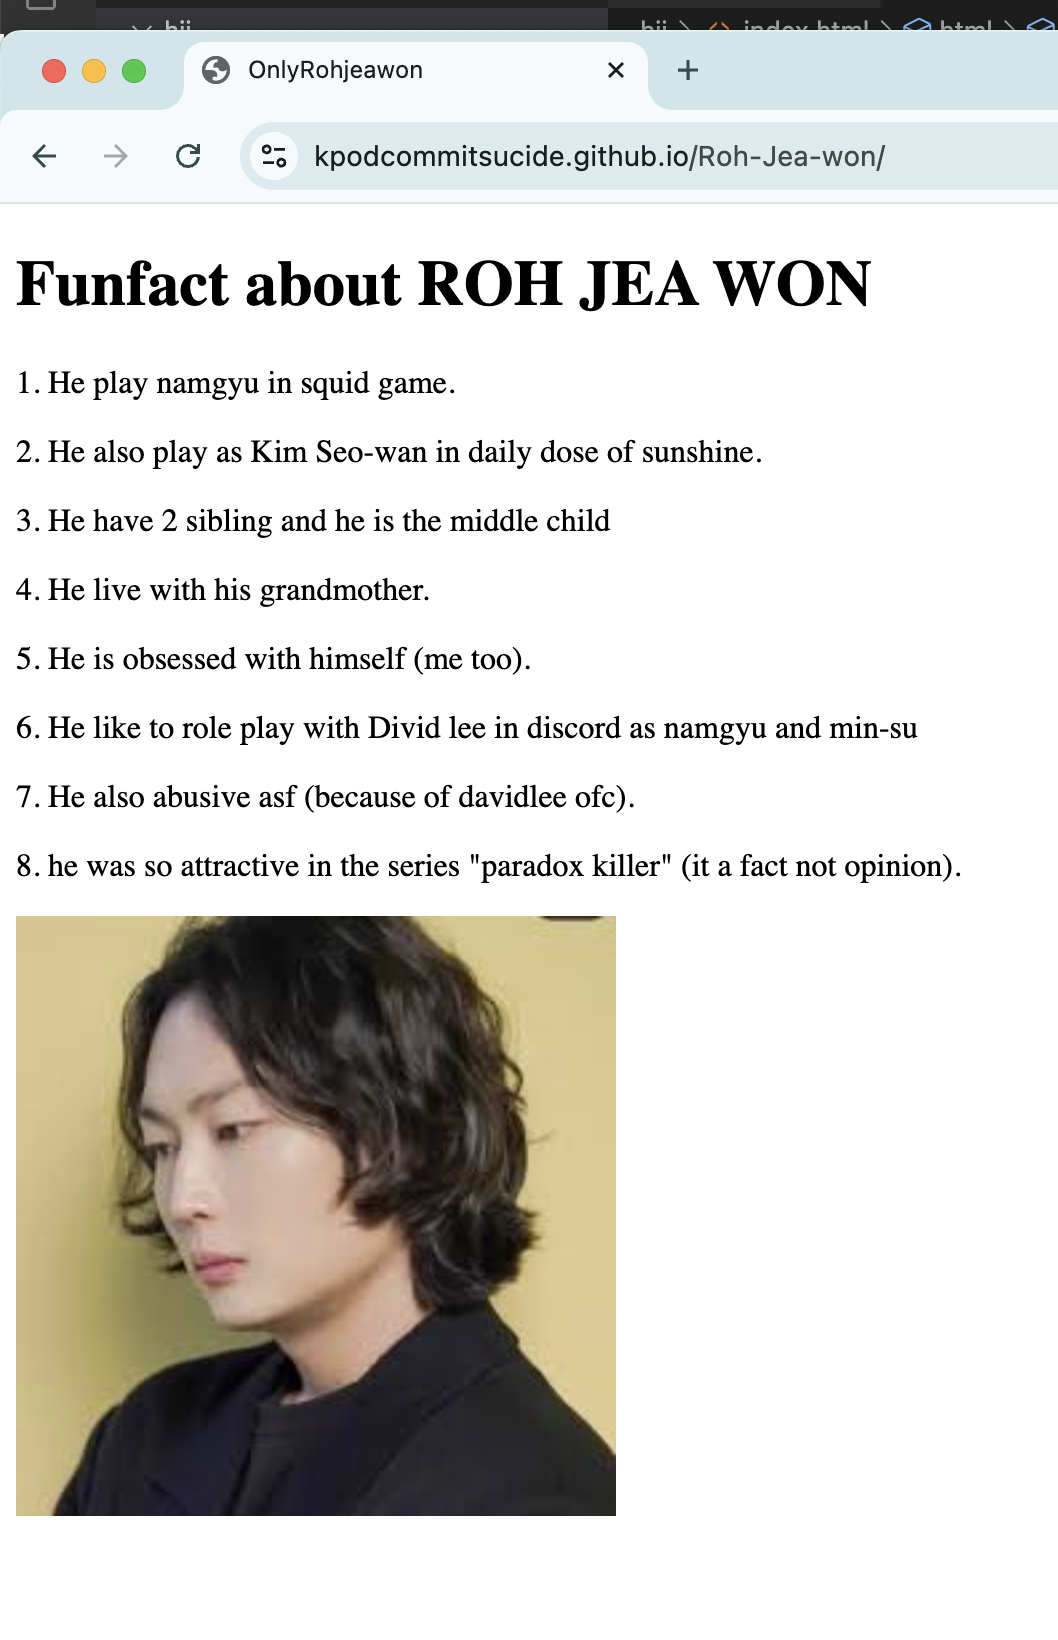 hij
hij > <> index.html > html >
OnlyRohjeawon
kpodcommitsucide.github.io/Roh-Jea-won/
Funfact about ROH JEA WON
1. He play namgyu in squid game.
2. He also play as Kim Seo-wan in daily dose of sunshine.
3. He have 2 sibling and he is the middle child
4. He live with his grandmother.
5. He is obsessed with himself (me too).
6. He like to role play with Divid lee in discord as namgyu and min-su
7. He also abusive asf (because of davidlee ofc).
8. he was so attractive in the series "paradox killer" (it a fact not opinion).